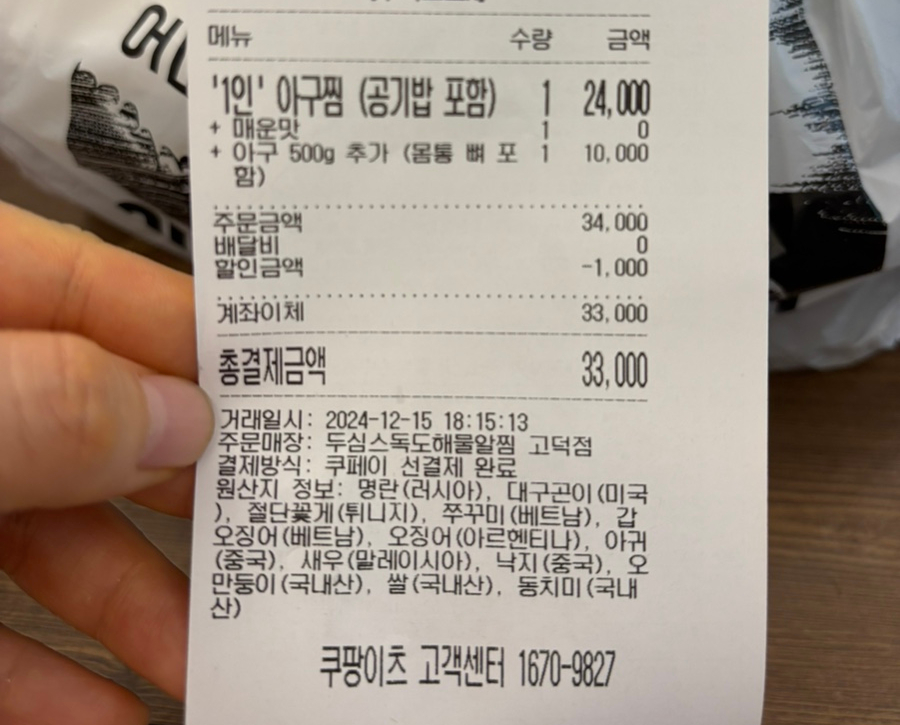 메뉴 수량 금액
'1인' 아구찜 (공기밥 포함) 1 24,000
+ 매운맛 1 0
+ 아구 500g 추가 (몸통 뼈 포 1 10,000
함)
주문금액 34,000
배달비 0
할인금액 -1,000
계좌이체 33,000
총결제금액 33,000
거래일시: 2024-12-15 18:15:13
주문매장: 두심스독도해물알찜 고덕점
결제방식: 쿠페이 선결제 완료
원산지 정보: 명란(러시아), 대구곤이(미국
), 절단꽃게(튀니지), 쭈꾸미(베트남), 갑
오징어(베트남), 오징어(아르헨티나), 아귀
(중국), 새우(말레이시아), 낙지(중국), 오
만둥이(국내산), 쌀(국내산), 동치미(국내
산)
쿠팡이츠 고객센터 1670-9827